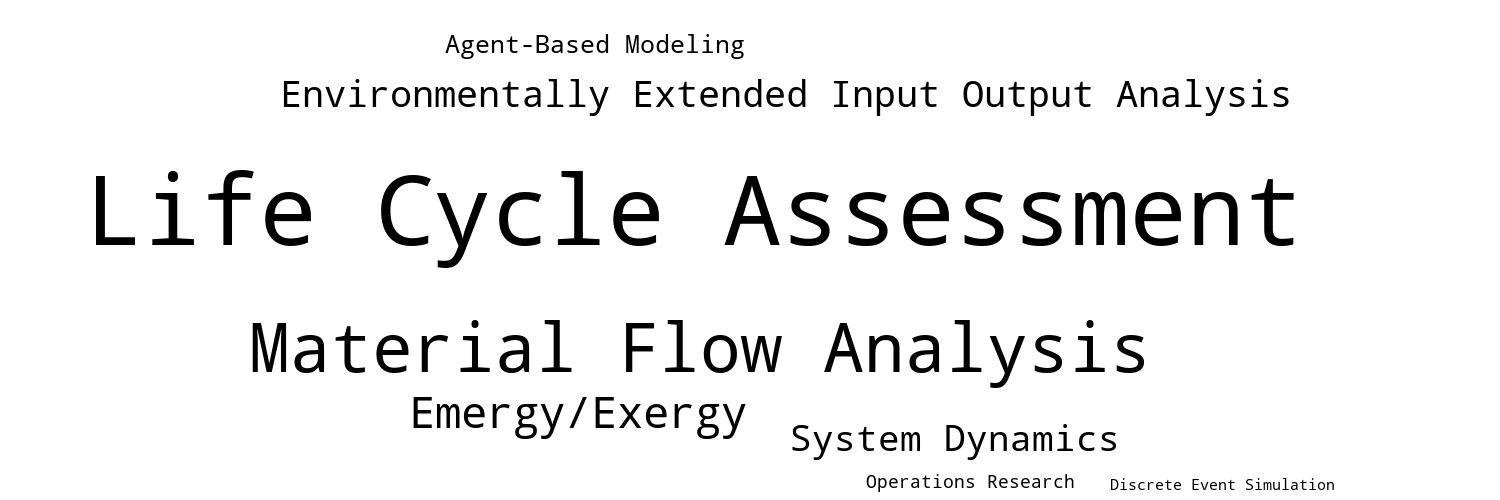 Agent-Based Modeling
Environmentally Extended Input Output Analysis
Life Cycle Assessment
Material Flow Analysis
Emergy/Exergy
System Dynamics
Operations Research
Discrete Event Simulation